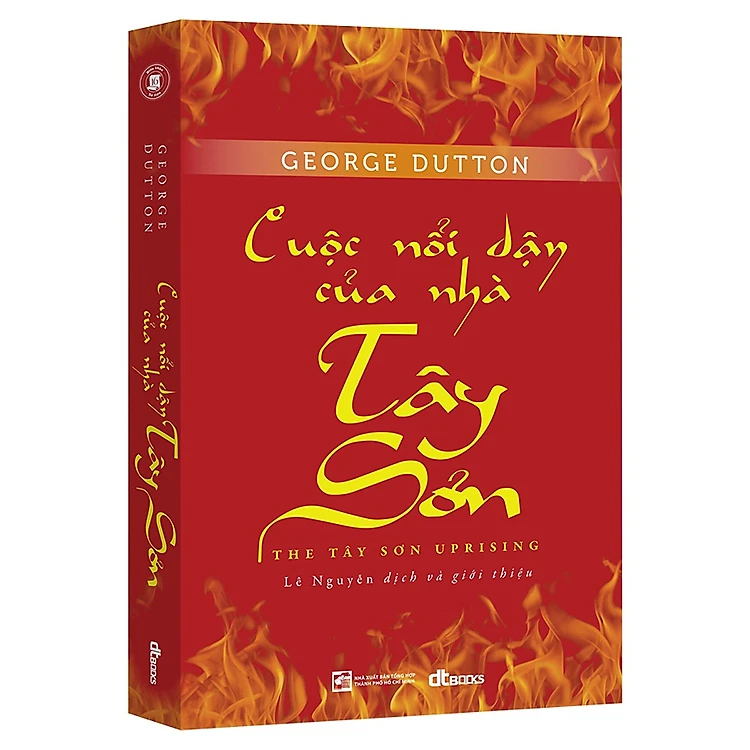 GEORGE DUTTON
Cuộc nổi dậy
của nhà
Tây
Sơn
THE TÂY SƠN UPRISING
Lê Nguyễn dịch và giới thiệu
NHÀ XUẤT BẢN TỔNG HỢP
THÀNH PHỐ HỒ CHÍ MINH
dtBOOKS
GEORGE
DUTTON
Cuộc nổi dậy
của nhà
Tây Sơn
dtBOOKS